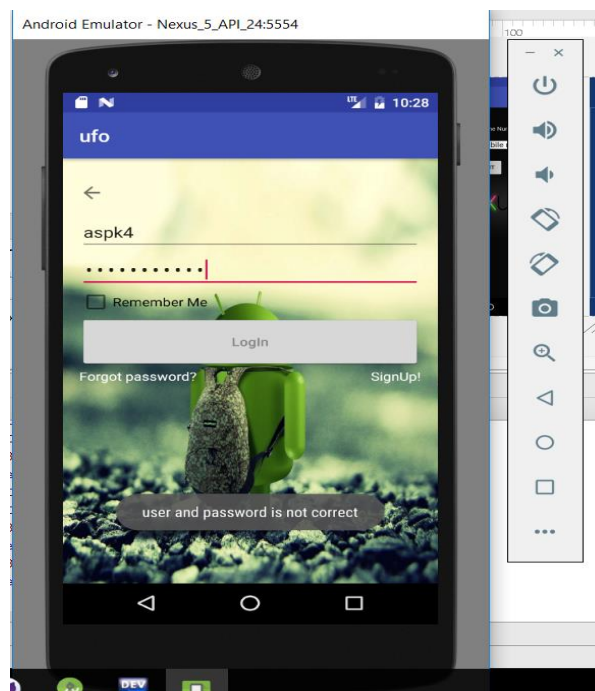 Android Emulator - Nexus_5_API_24:5554
100
LTE 10:28
ufo
aspk4
Remember Me
LogIn
Forgot password? SignUp!
user and password is not correct
DEV